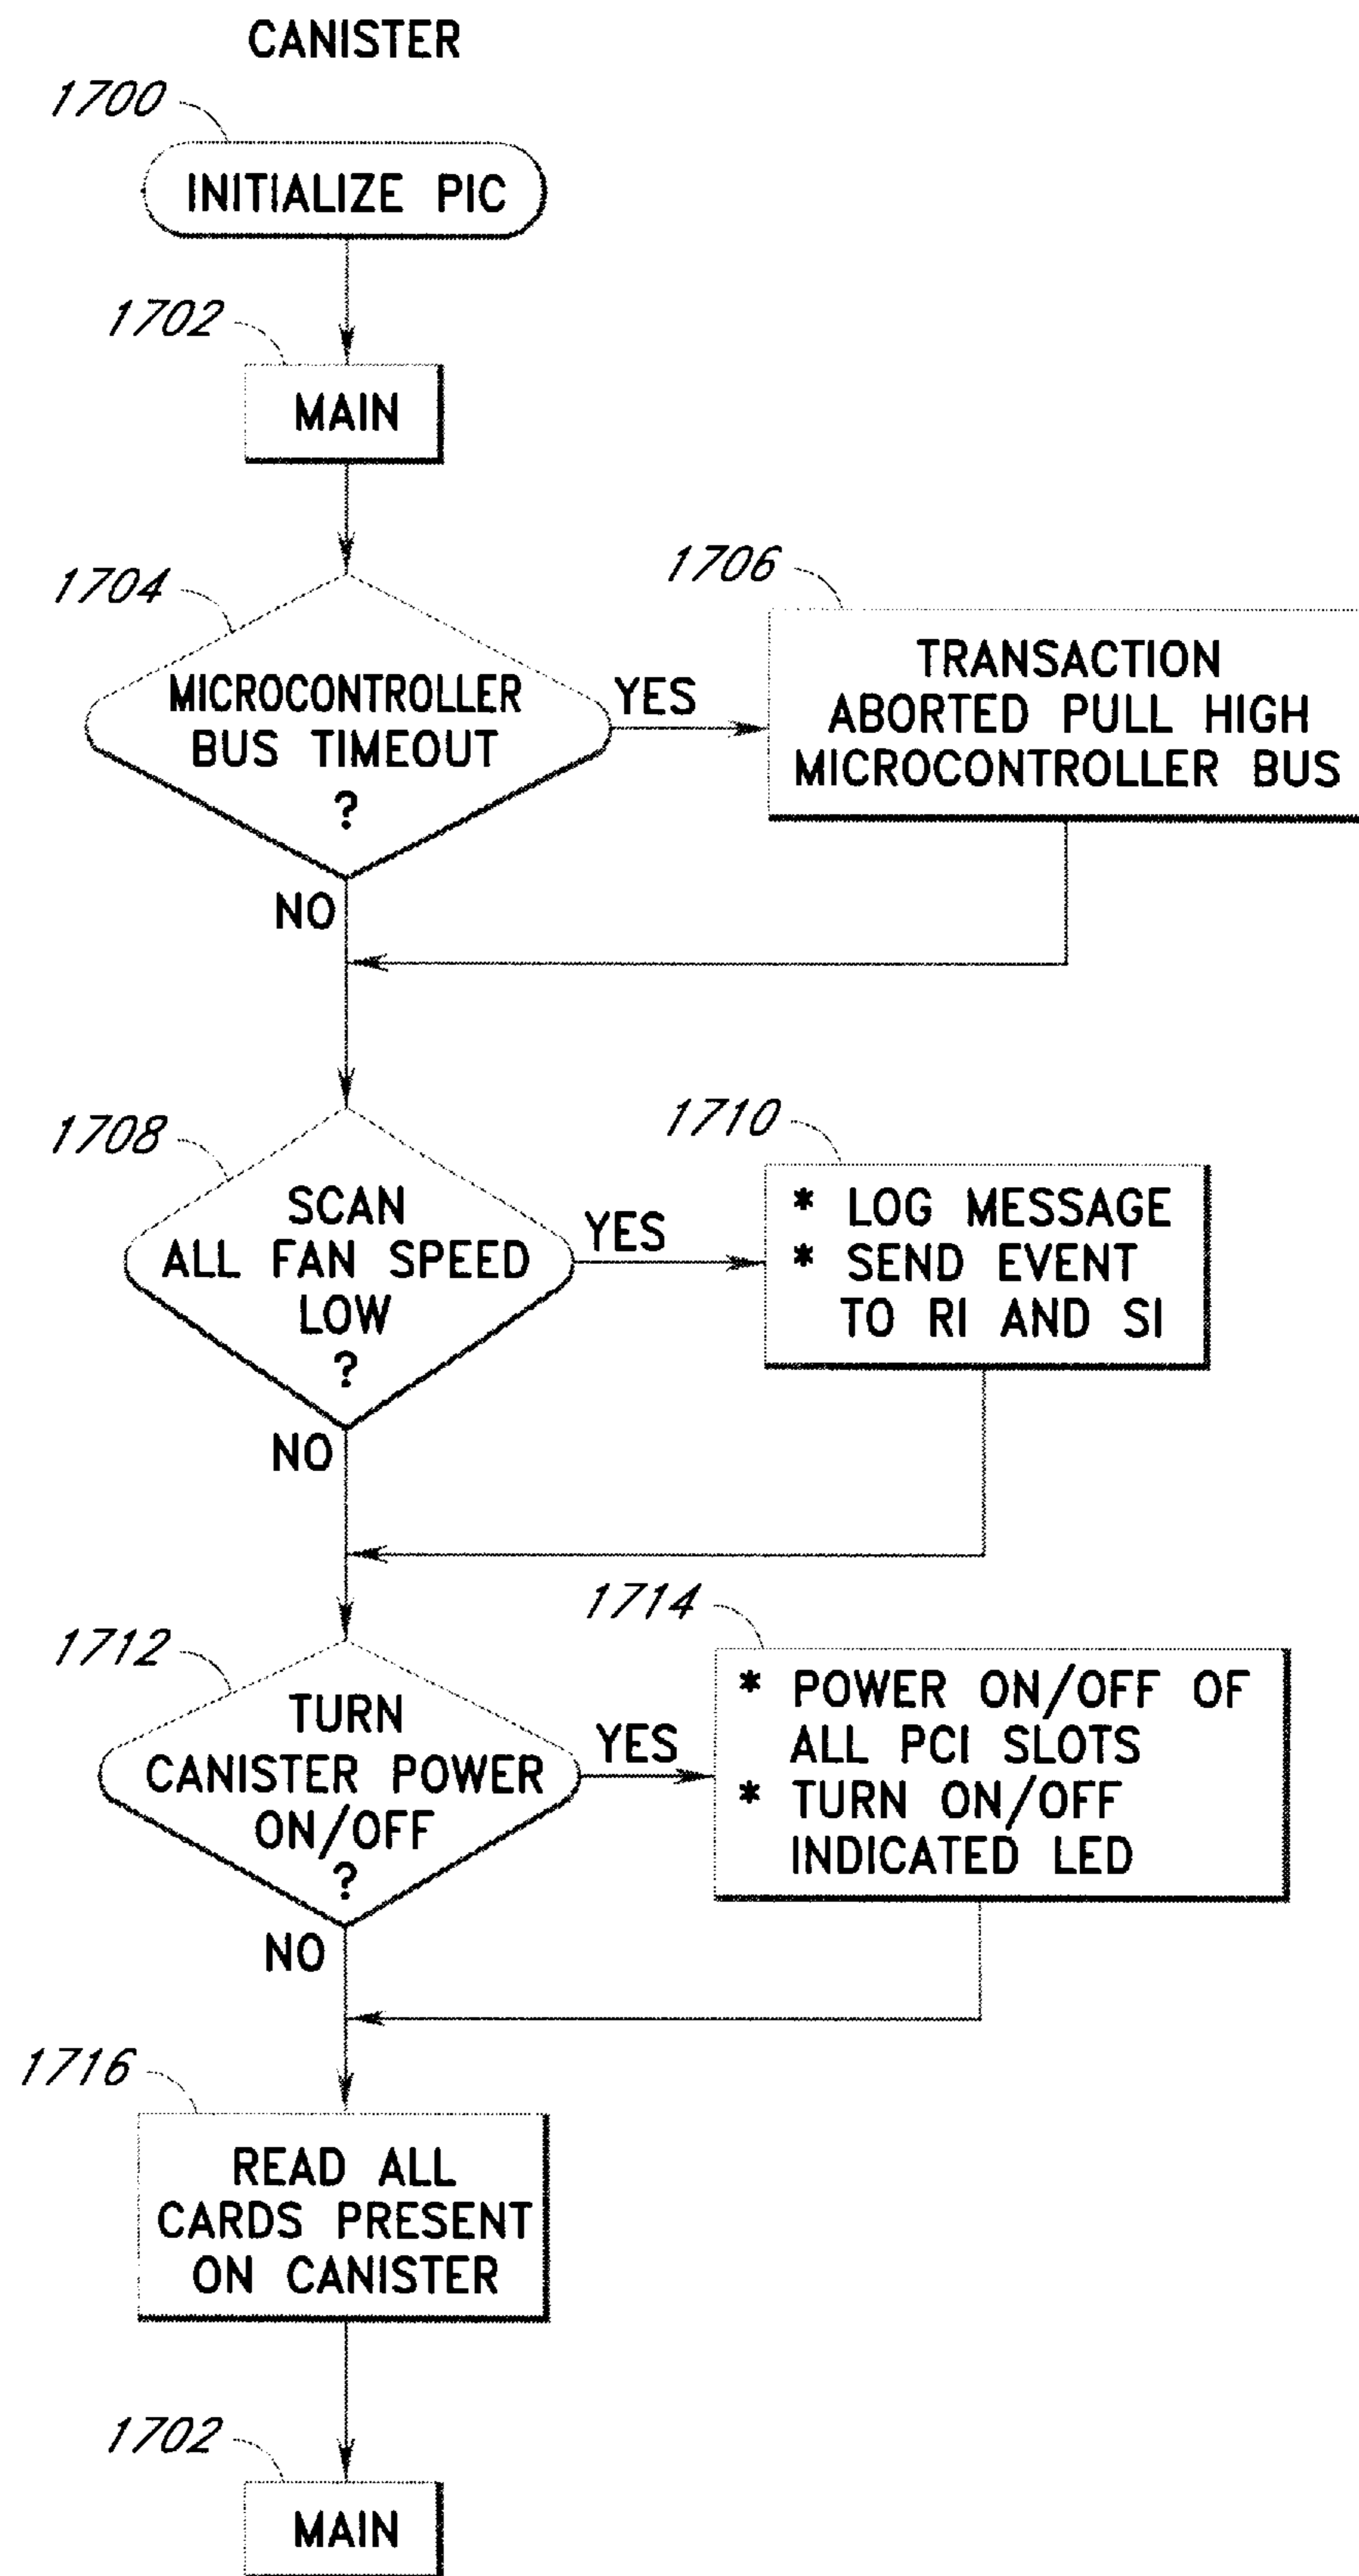 CANISTER
1700
INITIALIZE PIC
1702
MAIN
1704
MICROCONTROLLER
BUS TIMEOUT
?
YES
NO
1706
TRANSACTION
ABORTED PULL HIGH
MICROCONTROLLER BUS
1708
SCAN
ALL FAN SPEED
LOW
?
YES
NO
1710
* LOG MESSAGE
* SEND EVENT
TO RI AND SI
1712
TURN
CANISTER POWER
ON/OFF
?
YES
NO
1714
* POWER ON/OFF OF
ALL PCI SLOTS
* TURN ON/OFF
INDICATED LED
1716
READ ALL
CARDS PRESENT
ON CANISTER
1702
MAIN